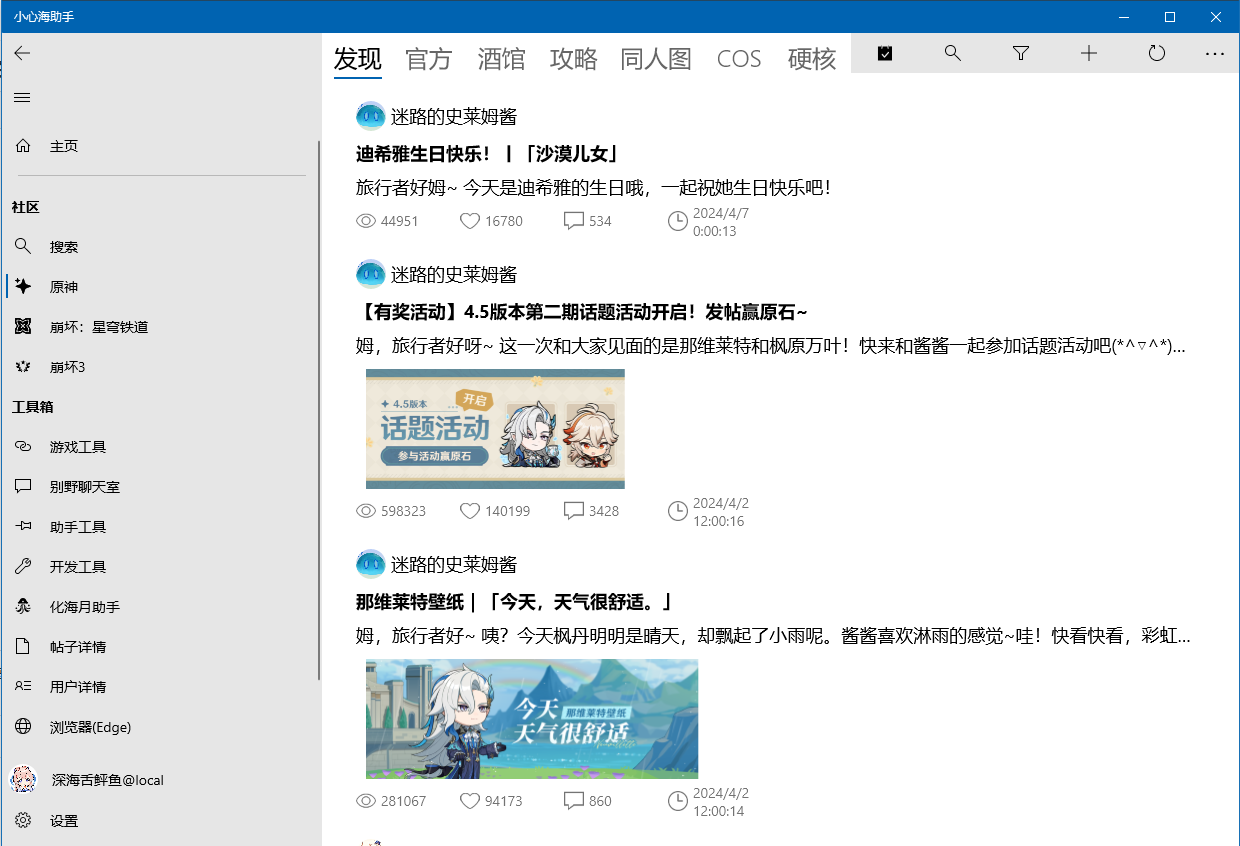 小心海助手
主页
社区
搜索
原神
崩坏：星穹铁道
崩坏3
工具箱
游戏工具
别野聊天室
助手工具
开发工具
化海月助手
帖子详情
用户详情
浏览器(Edge)
深海舌鲆鱼@local
设置
发现 官方 酒馆 攻略 同人图 COS 硬核
迷路的史莱姆酱
迪希雅生日快乐！丨「沙漠儿女」
旅行者好姆~ 今天是迪希雅的生日哦，一起祝她生日快乐吧！
44951 16780 534 2024/4/7
0:00:13
迷路的史莱姆酱
【有奖活动】4.5版本第二期话题活动开启！发帖赢原石~
姆，旅行者好呀~ 这一次和大家见面的是那维莱特和枫原万叶！快来和酱酱一起参加话题活动吧(*^▽^*)...
4.5版本 ... 开启
话题活动
参与活动赢原石
598323 140199 3428 2024/4/2
12:00:16
迷路的史莱姆酱
那维莱特壁纸 | 「今天，天气很舒适。」
姆，旅行者好~ 咦？今天枫丹明明是晴天，却飘起了小雨呢。酱酱喜欢淋雨的感觉~哇！快看快看，彩虹...
今天 那维莱特壁纸
天气很舒适
281067 94173 860 2024/4/2
12:00:14